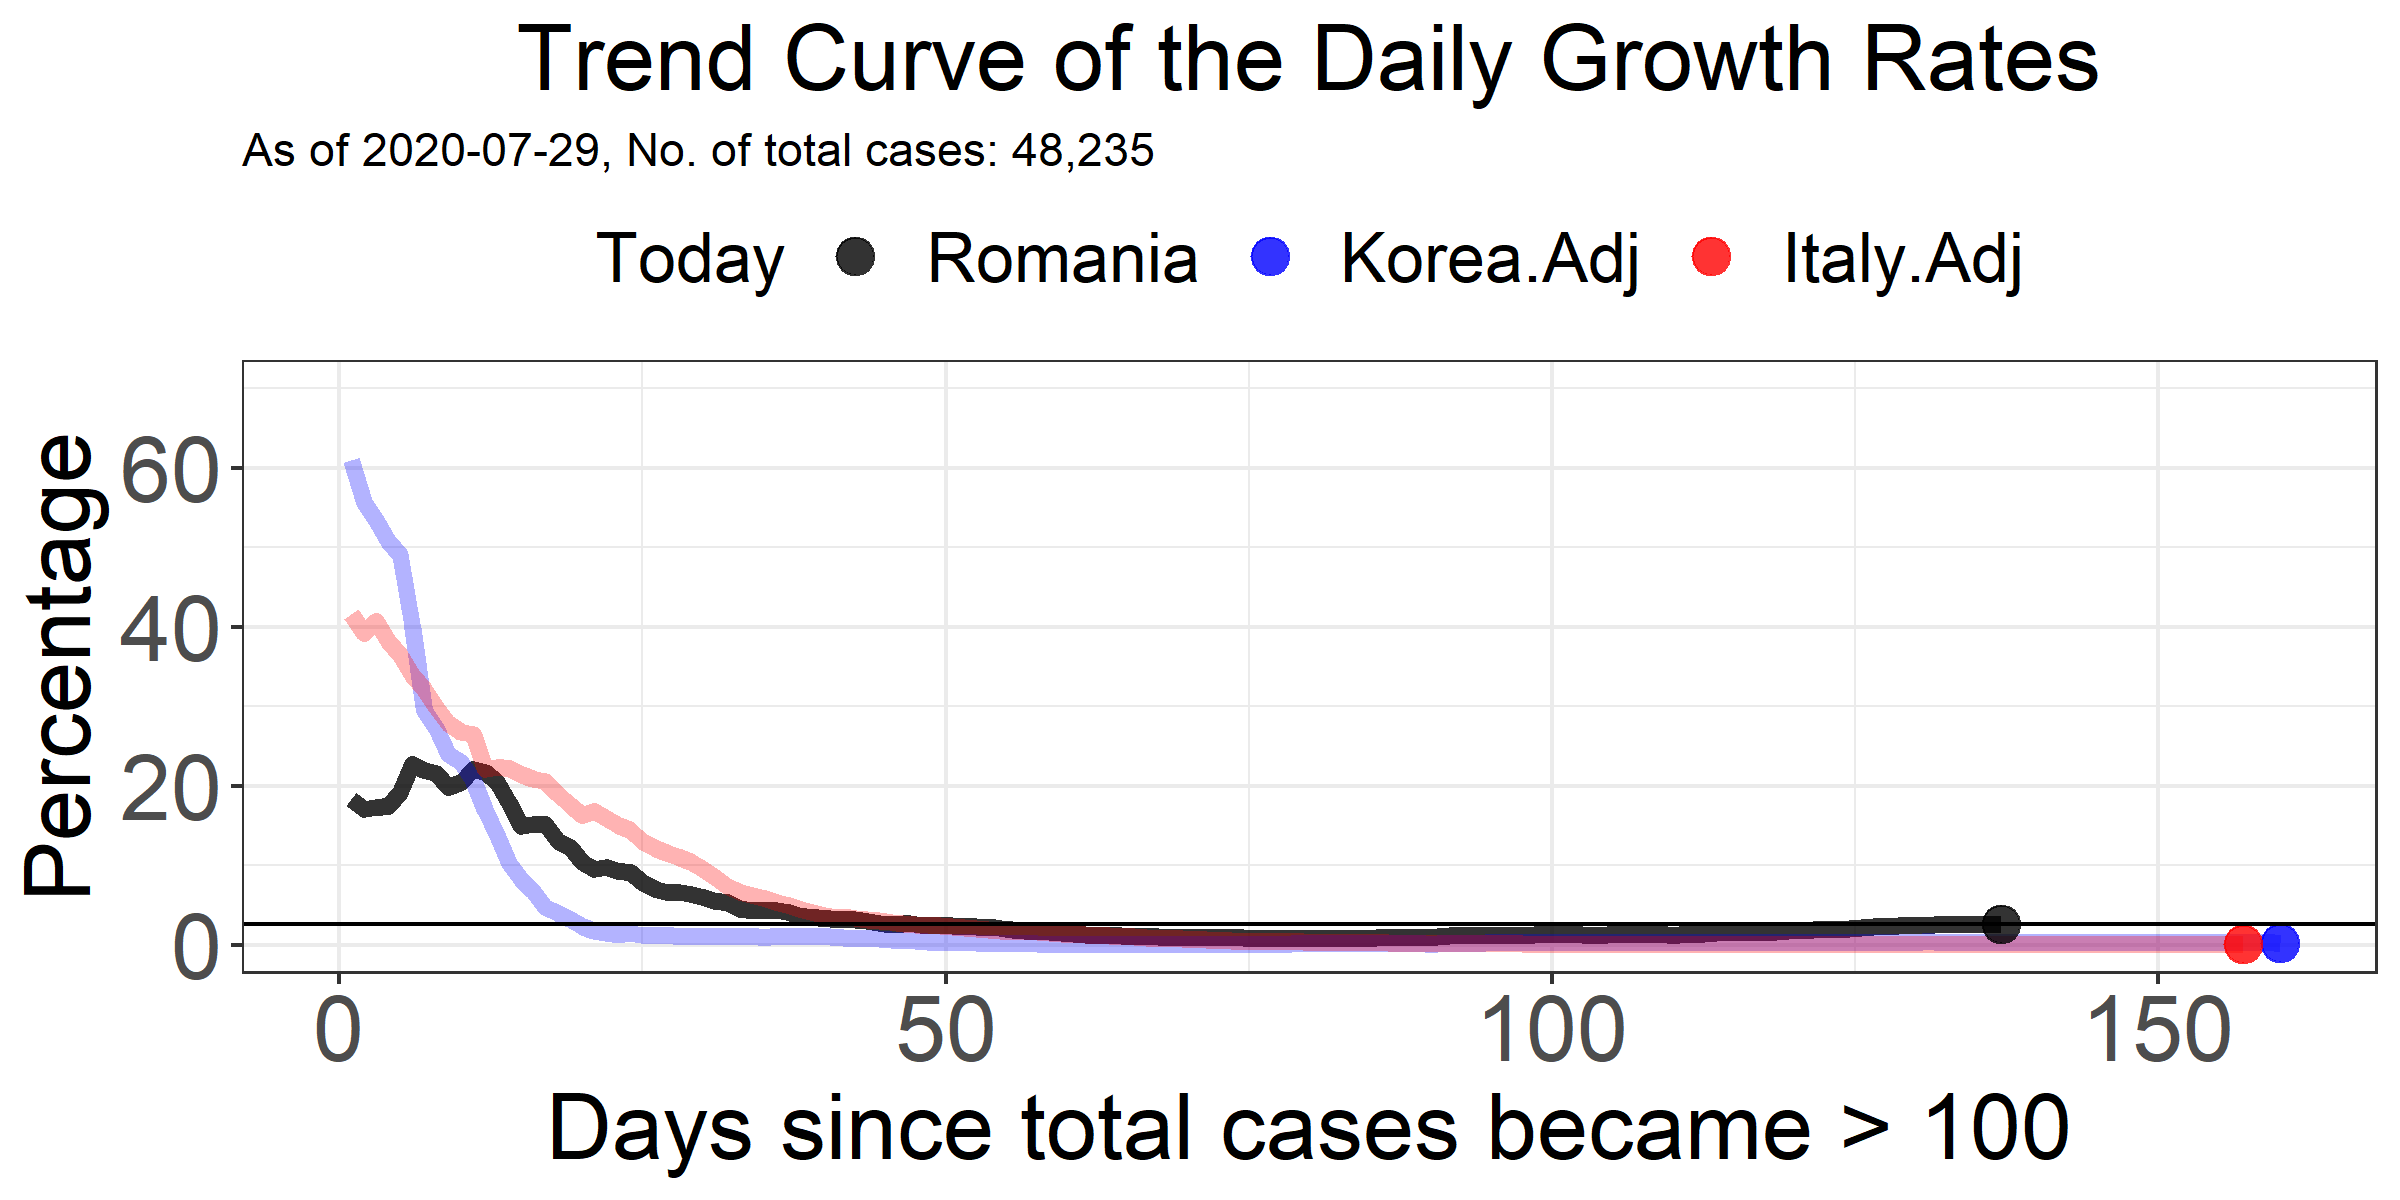 Trend Curve of the Daily Growth Rates
As of 2020-07-29, No. of total cases: 48,235
Today Romania Korea.Adj Italy.Adj
Percentage
60
40
20
0
0 50 100 150
Days since total cases became > 100